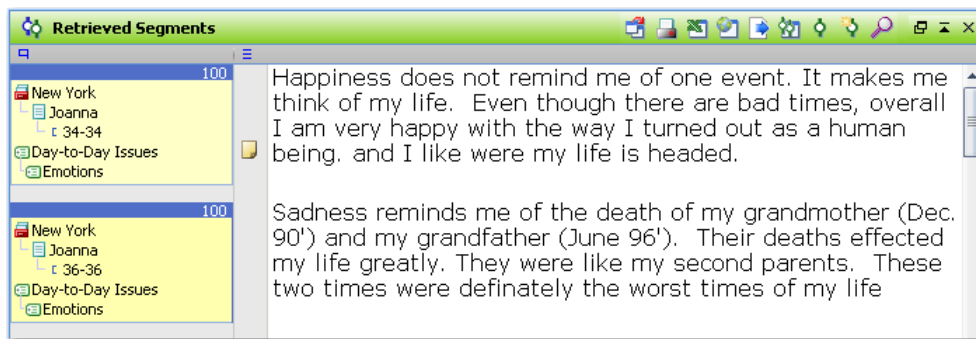 Retrieved Segments
100
New York
Joanna
34-34
Day-to-Day Issues
Emotions
Happiness does not remind me of one event. It makes me
think of my life.  Even though there are bad times, overall
I am very happy with the way I turned out as a human
being. and I like were my life is headed.
100
New York
Joanna
36-36
Day-to-Day Issues
Emotions
Sadness reminds me of the death of my grandmother (Dec.
90') and my grandfather (June 96').  Their deaths effected
my life greatly. They were like my second parents.  These
two times were definately the worst times of my life